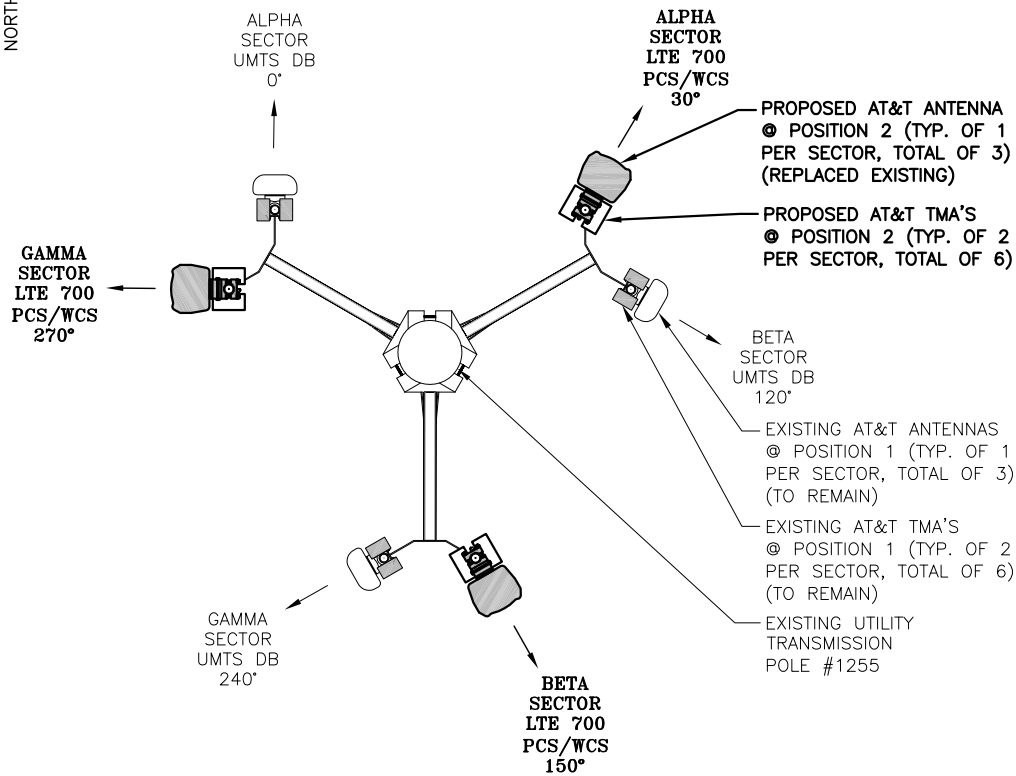 NORTH
ALPHA
SECTOR
UMTS DB
0°
ALPHA
SECTOR
LTE 700
PCS/WCS
30°
PROPOSED AT&T ANTENNA
@ POSITION 2 (TYP. OF 1
PER SECTOR, TOTAL OF 3)
(REPLACED EXISTING)
PROPOSED AT&T TMA'S
@ POSITION 2 (TYP. OF 2
PER SECTOR, TOTAL OF 6)
GAMMA
SECTOR
LTE 700
PCS/WCS
270°
BETA
SECTOR
UMTS DB
120°
EXISTING AT&T ANTENNAS
@ POSITION 1 (TYP. OF 1
PER SECTOR, TOTAL OF 3)
(TO REMAIN)
EXISTING AT&T TMA'S
@ POSITION 1 (TYP. OF 2
PER SECTOR, TOTAL OF 6)
(TO REMAIN)
EXISTING UTILITY
TRANSMISSION
POLE #1255
GAMMA
SECTOR
UMTS DB
240°
BETA
SECTOR
LTE 700
PCS/WCS
150°